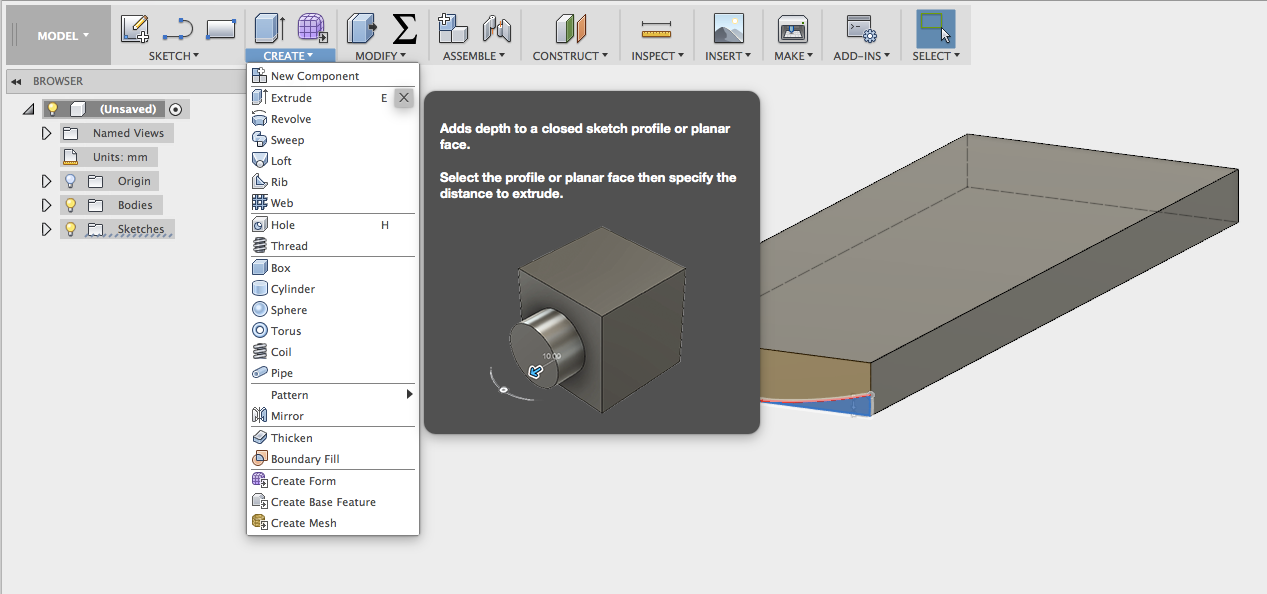 MODEL
SKETCH
CREATE
MODIFY
ASSEMBLE
CONSTRUCT
INSPECT
INSERT
MAKE
ADD-INS
SELECT
BROWSER
(Unsaved)
Named Views
Units: mm
Origin
Bodies
Sketches
New Component
Extrude E
Revolve
Sweep
Loft
Rib
Web
Hole H
Thread
Box
Cylinder
Sphere
Torus
Coil
Pipe
Pattern
Mirror
Thicken
Boundary Fill
Create Form
Create Base Feature
Create Mesh
Adds depth to a closed sketch profile or planar
face.
Select the profile or planar face then specify the
distance to extrude.
10.00